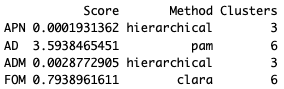 Score Method Clusters
APN 0.0001931362 hierarchical 3
AD 3.5938465451 pam 6
ADM 0.0028772905 hierarchical 3
FOM 0.7938961611 clara 6